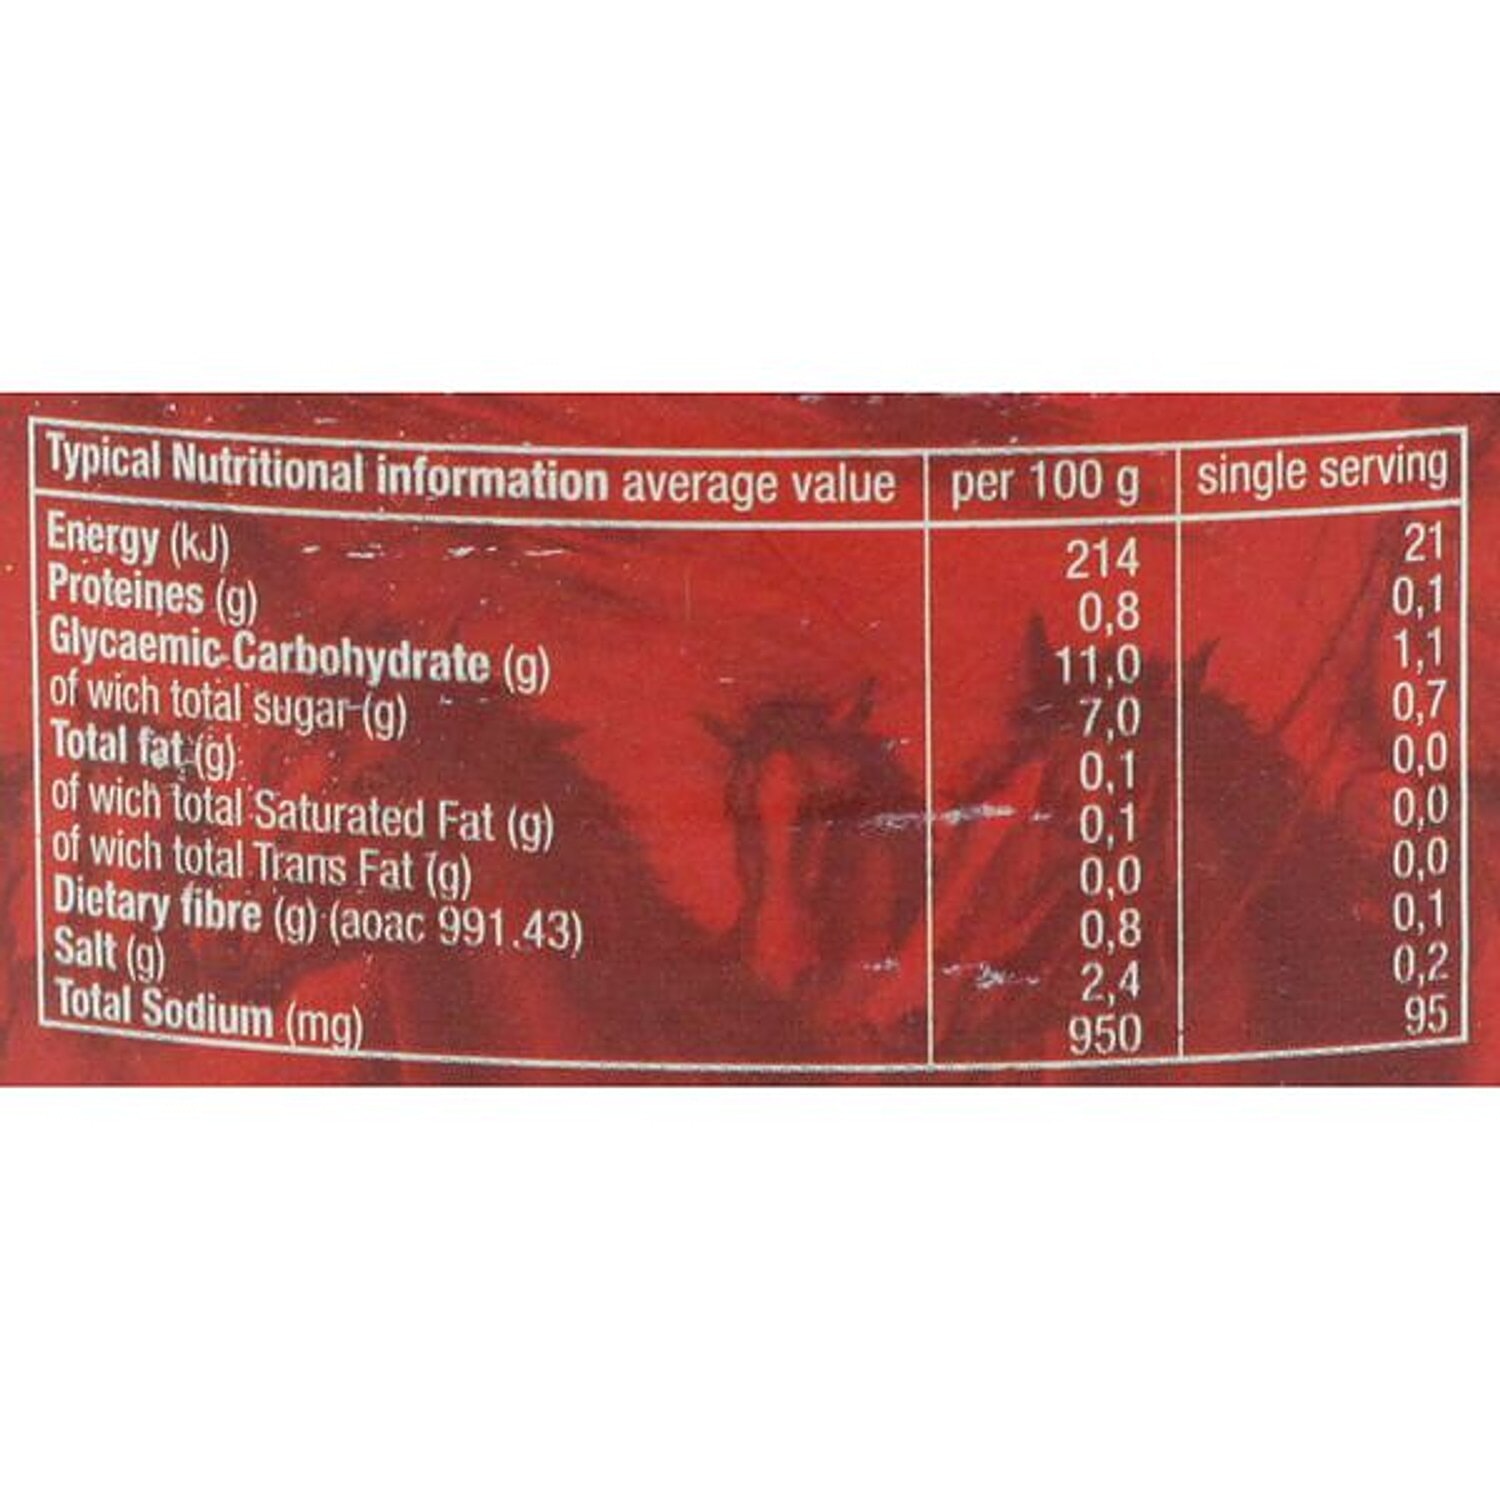 Typical Nutritional information average value per 100 g single serving
Energy (kJ) 214 21
Proteines (g) 0,8 0,1
Glycaemic Carbohydrate (g) 11,0 1,1
of wich total sugar (g) 7,0 0,7
Total fat (g) 0,1 0,0
of wich total Saturated Fat (g) 0,1 0,0
of wich total Trans Fat (g) 0,0 0,0
Dietary fibre (g) (aoac 991.43) 0,8 0,1
Salt (g) 2,4 0,2
Total Sodium (mg) 950 95